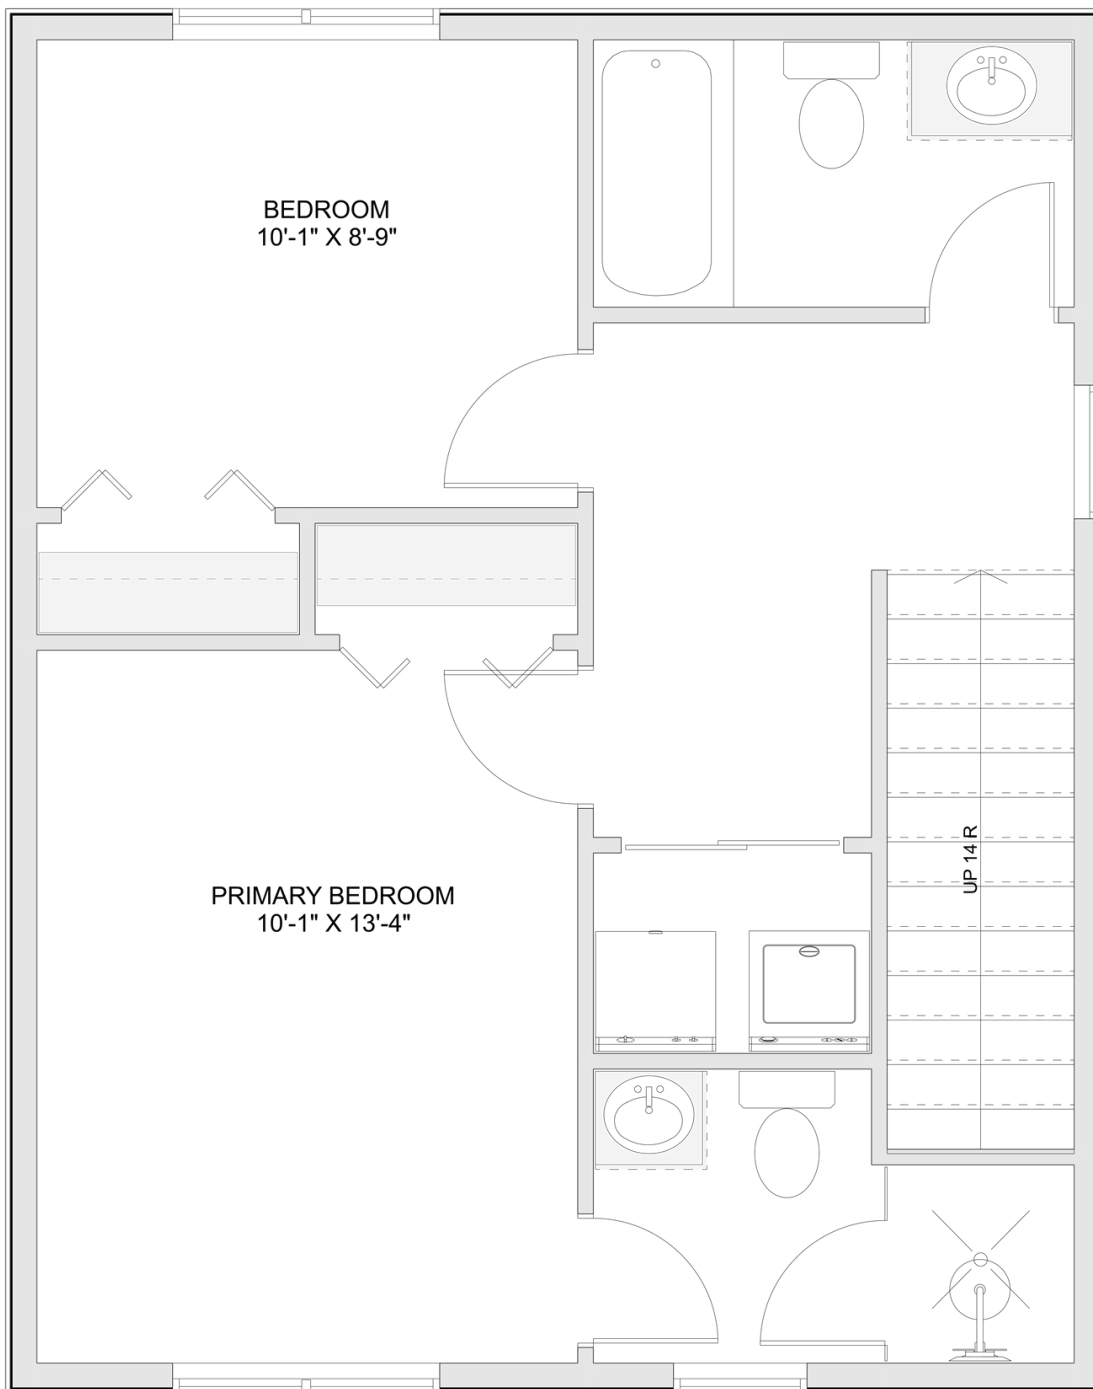 BEDROOM
10'-1" X 8'-9"
UP 14 R
PRIMARY BEDROOM
10'-1" X 13'-4"